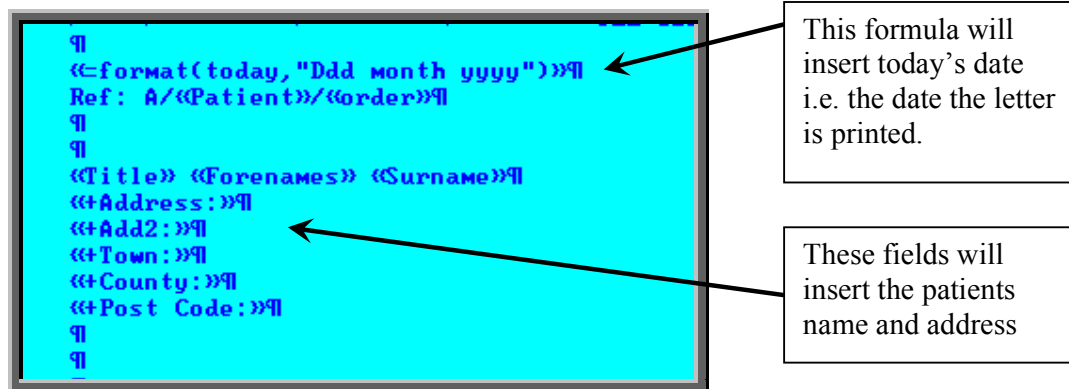 ¶
«=format(today,"Ddd month yyyy")»¶
Ref: A/«Patient»/«order»¶
¶
¶
«Title» «Forenames» «Surname»¶
«+Address:»¶
«+Add2:»¶
«+Town:»¶
«+County:»¶
«+Post Code:»¶
¶
¶
This formula will
insert today’s date
i.e. the date the letter
is printed.
These fields will
insert the patients
name and address